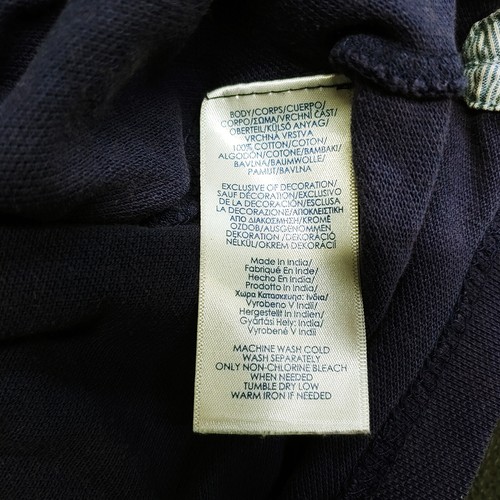 BODY/CORPS/CUERPO/
CORPO/ΣΩΜΑ/VRCHNÍ ČÁST/
OBERTEIL/KÜLSŐ ANYAG/
VRCHNÁ VRSTVA
100% COTTON/COTON/
ALGODÓN/COTONE/ΒΑΜΒΑΚΙ/
BAVLNA/BAUMWOLLE/
PAMUT/BAVLNA
EXCLUSIVE OF DECORATION/
SAUF DÉCORATION/EXCLUSIVO
DE LA DECORACIÓN/ESCLUSA
LA DECORAZIONE/ΑΠΟΚΛΕΙΣΤΙΚΗ
ΑΠΟ ΔΙΑΚΟΣΜΗΣΗ/KROMĚ
OZDOB/AUSGENOMMEN
DEKORATION /DEKORÁCIÓ
NÉLKÜL/OKREM DEKORÁCIÍ
Made In India/
Fabriqué En Inde/
Hecho En India/
Prodotto In India/
Χωρα Κατασκευης: Ινδια/
Vyrobeno V Indii/
Hergestellt In Indien/
Gyártási Hely: India/
Vyrobené V Indii
MACHINE WASH COLD
WASH SEPARATELY
ONLY NON-CHLORINE BLEACH
WHEN NEEDED
TUMBLE DRY LOW
WARM IRON IF NEEDED